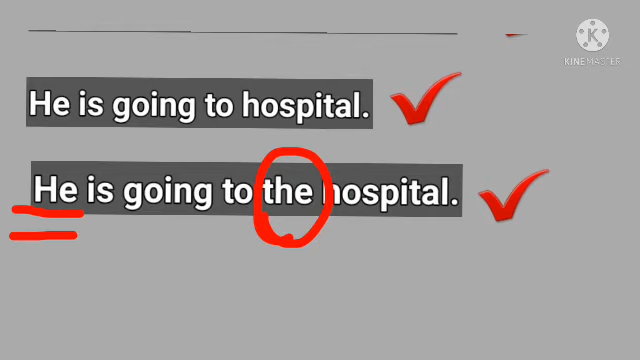 KINEMASTER
He is going to hospital.
He is going to the hospital.